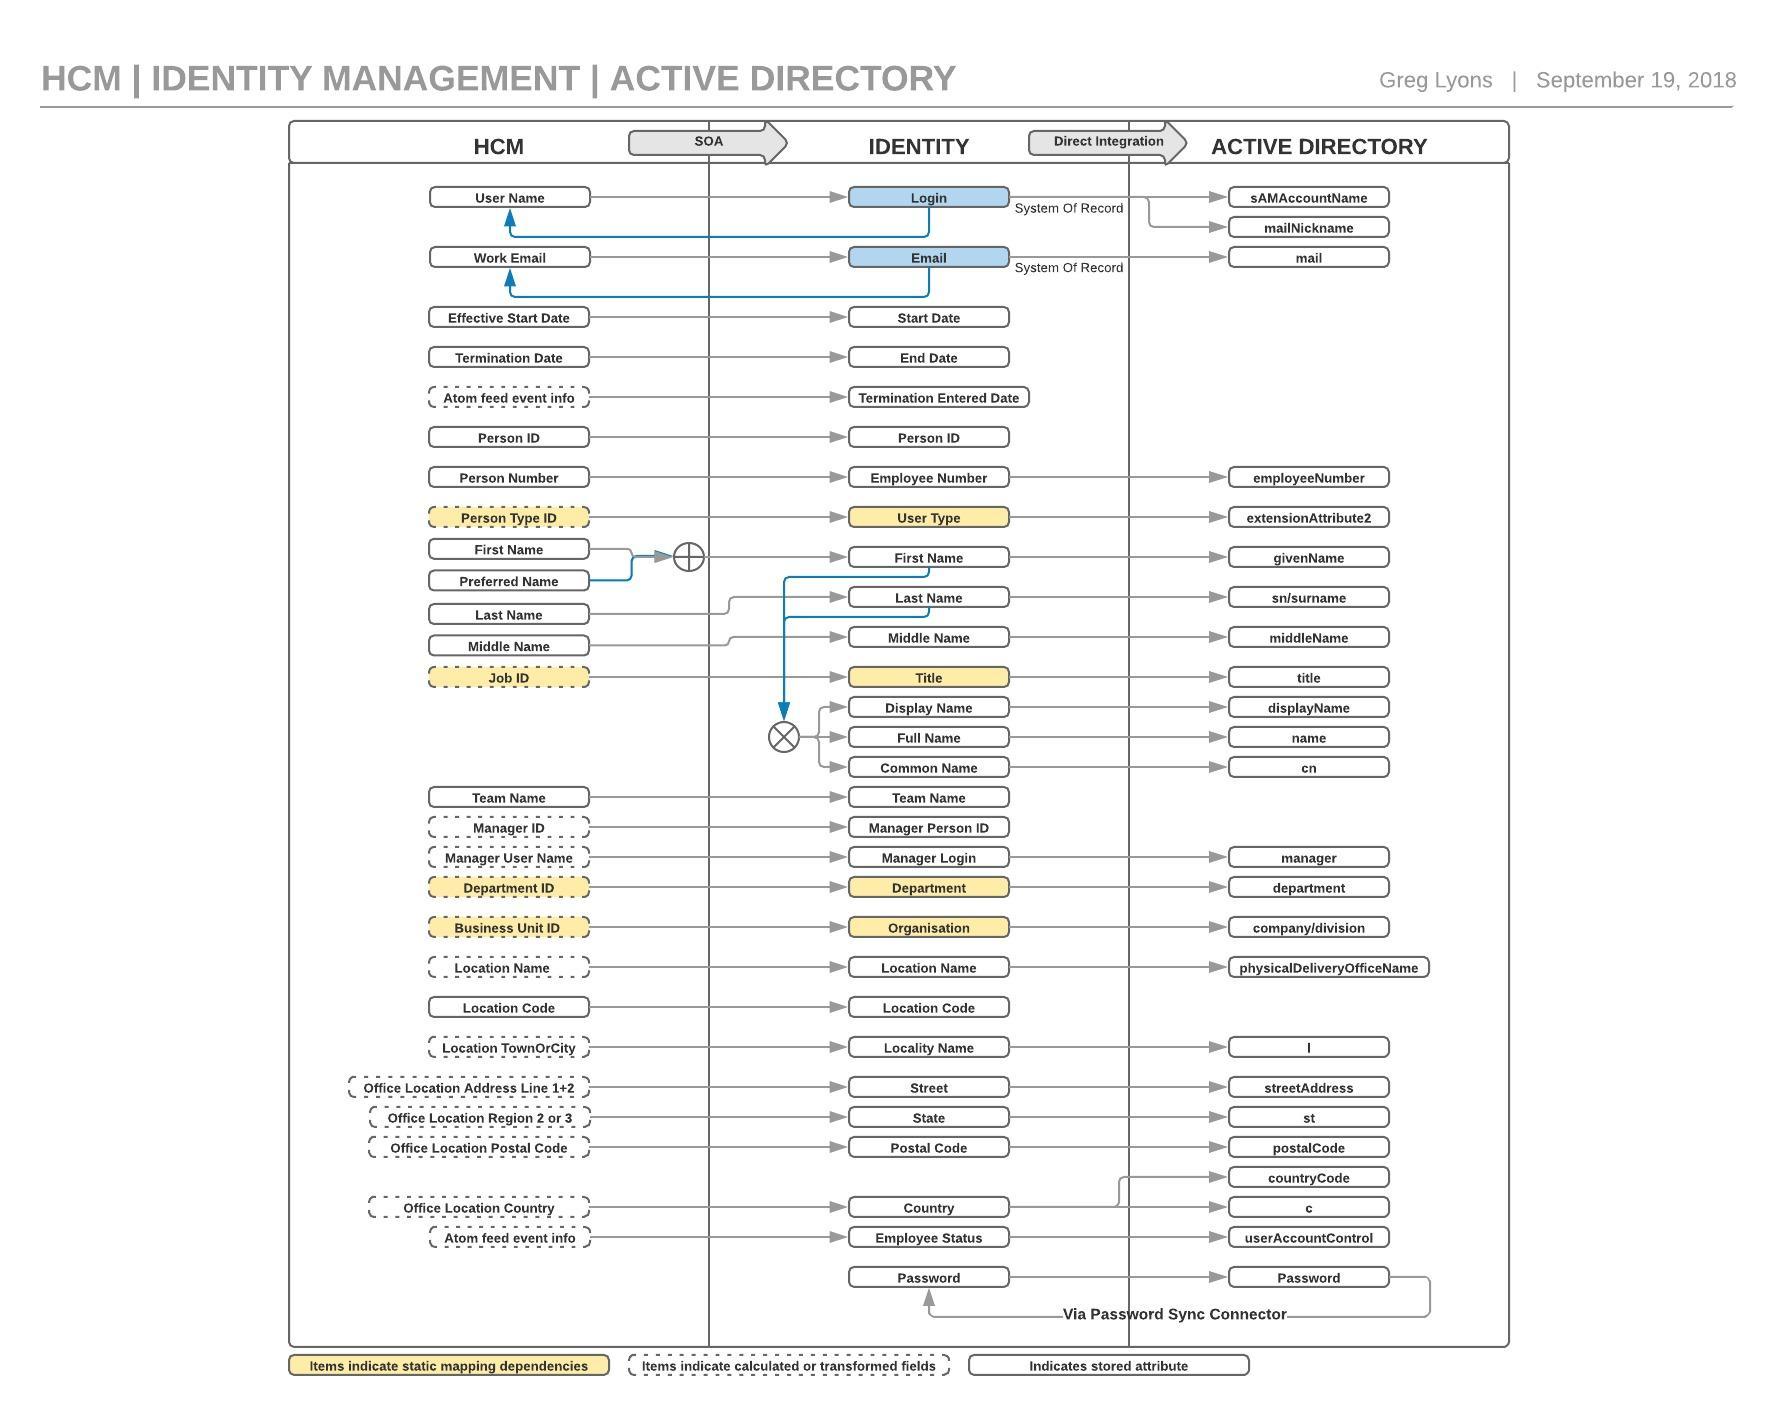 HCM | IDENTITY MANAGEMENT | ACTIVE DIRECTORY
Greg Lyons | September 19, 2018
HCM
SOA
IDENTITY
Direct Integration
ACTIVE DIRECTORY
User Name
Login
System Of Record
sAMAccountName
mailNickname
Work Email
Email
System Of Record
mail
Effective Start Date
Start Date
Termination Date
End Date
Atom feed event info
Termination Entered Date
Person ID
Person ID
Person Number
Employee Number
employeeNumber
Person Type ID
User Type
extensionAttribute2
First Name
Preferred Name
First Name
givenName
Last Name
Last Name
sn/surname
Middle Name
Middle Name
middleName
Job ID
Title
title
Display Name
displayName
Full Name
name
Common Name
cn
Team Name
Team Name
Manager ID
Manager Person ID
Manager User Name
Manager Login
manager
Department ID
Department
department
Business Unit ID
Organisation
company/division
Location Name
Location Name
physicalDeliveryOfficeName
Location Code
Location Code
Location TownOrCity
Locality Name
l
Office Location Address Line 1+2
Street
streetAddress
Office Location Region 2 or 3
State
st
Office Location Postal Code
Postal Code
postalCode
countryCode
Office Location Country
Country
c
Atom feed event info
Employee Status
userAccountControl
Password
Password
Via Password Sync Connector
Items indicate static mapping dependencies
Items indicate calculated or transformed fields
Indicates stored attribute